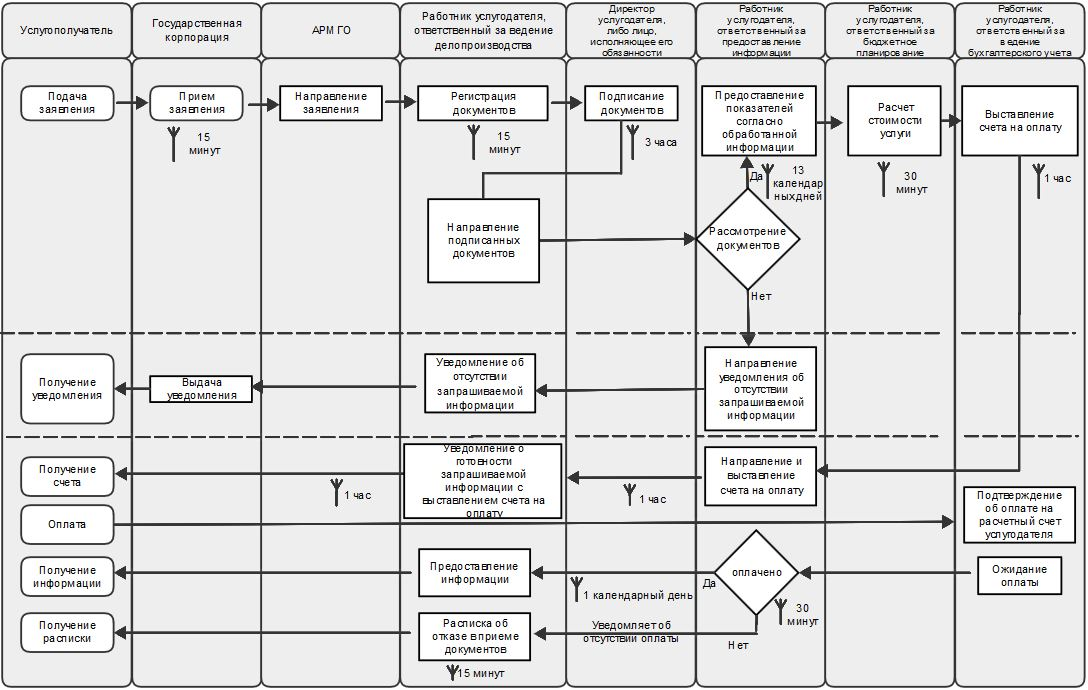 Услугополучатель
Государственная
корпорация
АРМ ГО
Работник услугодателя,
ответственный за ведение
делопроизводства
Директор
услугодателя,
либо лицо,
исполняющее его
обязанности
Работник
услугодателя,
ответственный за
предоставление
информации
Работник
услугодателя,
ответственный за
бюджетное
планирование
Работник
услугодателя,
ответственный за
ведение
бухгалтерского учета
Подача
заявления
Прием
заявления
Направление
заявления
Регистрация
документов
Подписание
документов
Предоставление
показателей
согласно
обработанной
информации
Расчет
стоимости
услуги
Выставление
счета на оплату
15
минут
15
минут
3 часа
Да
13
календар
ныхдней
30
минут
1 час
Направление
подписанных
документов
Рассмотрение
документов
Нет
Получение
уведомления
Выдача
уведомления
Уведомление об
отсутствии
запрашиваемой
информации
Направление
уведомления об
отсутствии
запрашиваемой
информации
Получение
счета
1 час
Уведомление о
готовности
запрашиваемой
информации с
выставлением счета на
оплату
1 час
Направление и
выставление
счета на оплату
Оплата
Подтверждение
об оплате на
расчетный счет
услугодателя
Получение
информации
Предоставление
информации
1 календарный день
Да
оплачено
30
минут
Ожидание
оплаты
Получение
расписки
Расписка об
отказе в приеме
документов
Уведомляет об
отсутствии оплаты
Нет
15 минут